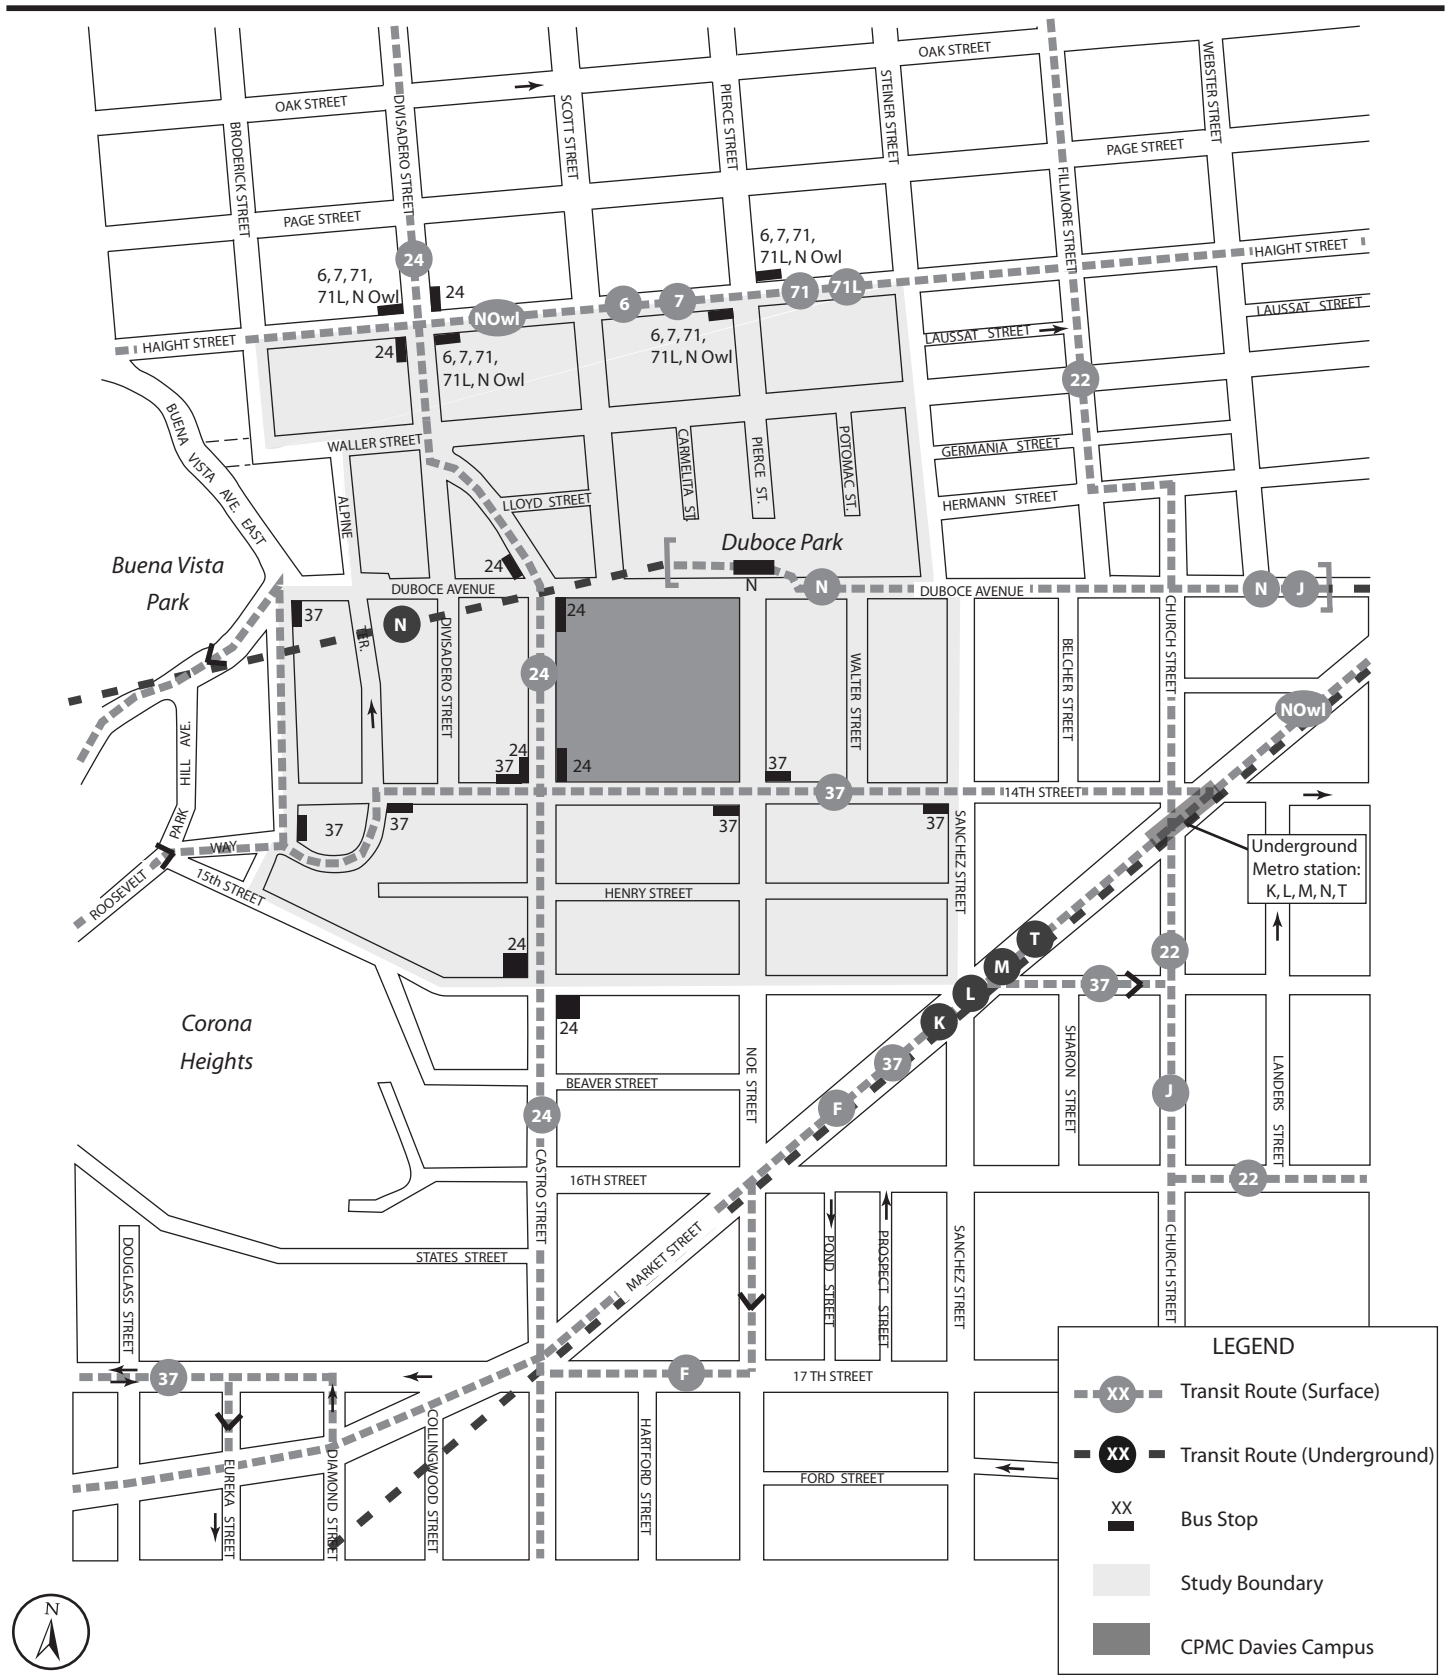 OAK STREET
OAK STREET
WEBSTER STREET
BRODERICK STREET
DIVISADERO STREET
SCOTT STREET
PIERCE STREET
STEINER STREET
PAGE STREET
FILLMORE STREET
PAGE STREET
24
6, 7, 71,
71L, N Owl
6, 7, 71,
71L, N Owl
24
HAIGHT STREET
NOwl
6
7
71
71L
LAUSSAT STREET
HAIGHT STREET
24
6, 7, 71,
71L, N Owl
6, 7, 71,
71L, N Owl
LAUSSAT STREET
22
BUENA VISTA AVE. EAST
WALLER STREET
CARMELITA ST.
PIERCE ST.
POTOMAC ST.
GERMANIA STREET
ALPINE
TER.
LLOYD STREET
HERMANN STREET
Buena Vista
Park
24
Duboce Park
N
DUBOCE AVENUE
N
DUBOCE AVENUE
N
J
37
N
24
DIVISADERO STREET
24
WALTER STREET
BELCHER STREET
CHURCH STREET
NOwl
PARK HILL AVE.
24
37
24
37
37
14TH STREET
37
37
37
37
ROOSEVELT WAY
15th STREET
HENRY STREET
SANCHEZ STREET
Underground
Metro station:
K, L, M, N, T
24
T
M
L
K
22
37
24
Corona
Heights
NOE STREET
37
SHARON STREET
LANDERS STREET
BEAVER STREET
24
F
J
CASTRO STREET
16TH STREET
22
STATES STREET
MARKET STREET
POND STREET
PROSPECT STREET
SANCHEZ STREET
CHURCH STREET
DOUGLASS STREET
37
F
17 TH STREET
EUREKA STREET
DIAMOND STREET
COLLINGWOOD STREET
HARTFORD STREET
FORD STREET
LEGEND
XX Transit Route (Surface)
XX Transit Route (Underground)
XX
Bus Stop
Study Boundary
CPMC Davies Campus
N